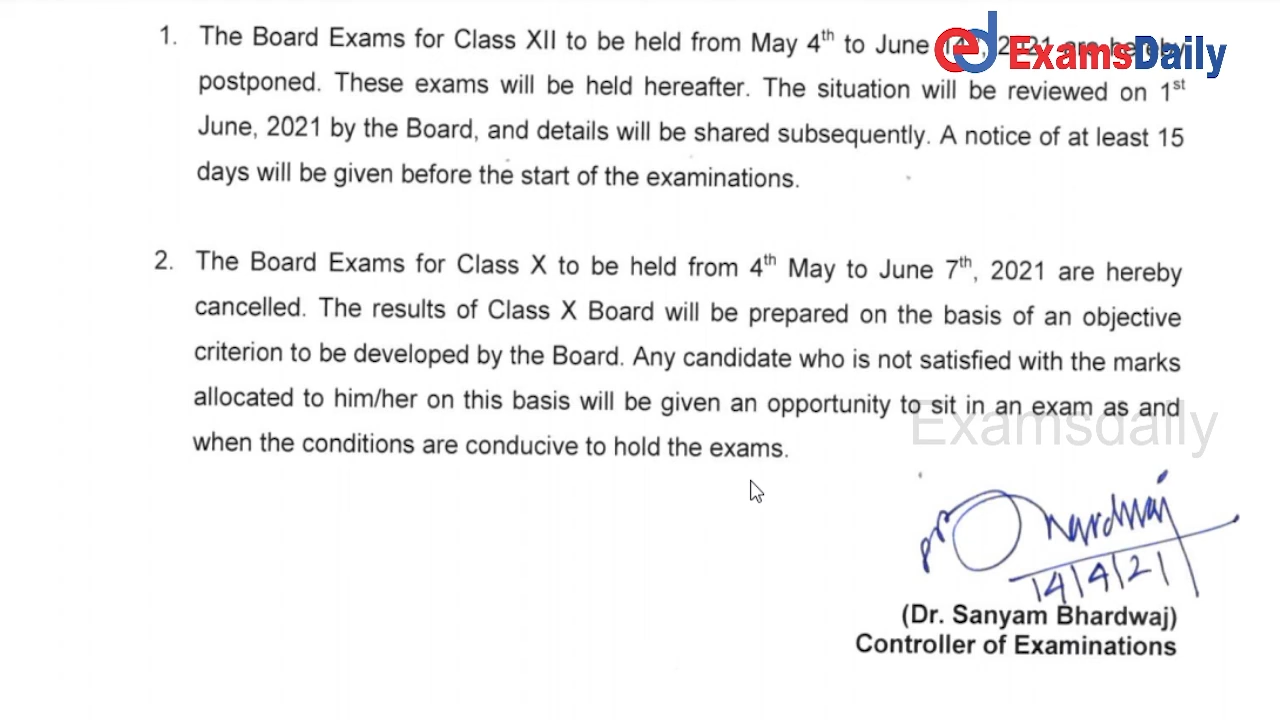 1. The Board Exams for Class XII to be held from May 4th to June 14th, 2021 are hereby
ExamsDaily
postponed. These exams will be held hereafter. The situation will be reviewed on 1st
June, 2021 by the Board, and details will be shared subsequently. A notice of at least 15
days will be given before the start of the examinations.
2. The Board Exams for Class X to be held from 4th May to June 7th, 2021 are hereby
cancelled. The results of Class X Board will be prepared on the basis of an objective
criterion to be developed by the Board. Any candidate who is not satisfied with the marks
allocated to him/her on this basis will be given an opportunity to sit in an exam as and
Examsdaily
when the conditions are conducive to hold the exams.
14/4/21
(Dr. Sanyam Bhardwaj)
Controller of Examinations